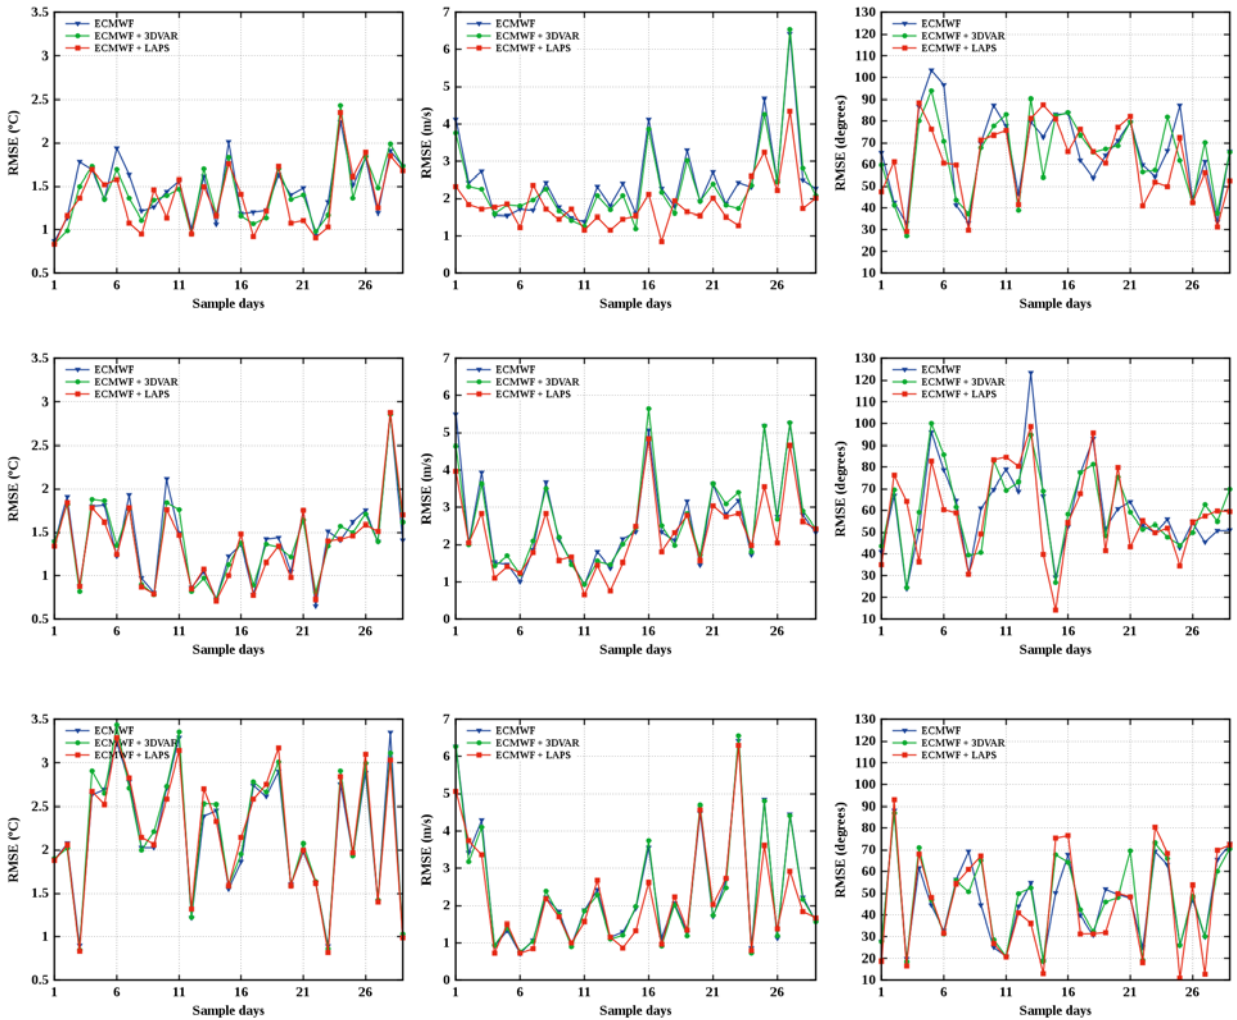 3.5
3
2.5
2
1.5
1
0.5
RMSE (ºC)
ECMWF
ECMWF + 3DVAR
ECMWF + LAPS
1 6 11 16 21 26
Sample days
7
6
5
4
3
2
1
0
RMSE (m/s)
ECMWF
ECMWF + 3DVAR
ECMWF + LAPS
1 6 11 16 21 26
Sample days
130
120
110
100
90
80
70
60
50
40
30
20
10
RMSE (degrees)
ECMWF
ECMWF + 3DVAR
ECMWF + LAPS
1 6 11 16 21 26
Sample days
3.5
3
2.5
2
1.5
1
0.5
RMSE (ºC)
ECMWF
ECMWF + 3DVAR
ECMWF + LAPS
1 6 11 16 21 26
Sample days
7
6
5
4
3
2
1
0
RMSE (m/s)
ECMWF
ECMWF + 3DVAR
ECMWF + LAPS
1 6 11 16 21 26
Sample days
130
120
110
100
90
80
70
60
50
40
30
20
10
RMSE (degrees)
ECMWF
ECMWF + 3DVAR
ECMWF + LAPS
1 6 11 16 21 26
Sample days
3.5
3
2.5
2
1.5
1
0.5
RMSE (ºC)
ECMWF
ECMWF + 3DVAR
ECMWF + LAPS
1 6 11 16 21 26
Sample days
7
6
5
4
3
2
1
0
RMSE (m/s)
ECMWF
ECMWF + 3DVAR
ECMWF + LAPS
1 6 11 16 21 26
Sample days
130
120
110
100
90
80
70
60
50
40
30
20
10
RMSE (degrees)
ECMWF
ECMWF + 3DVAR
ECMWF + LAPS
1 6 11 16 21 26
Sample days